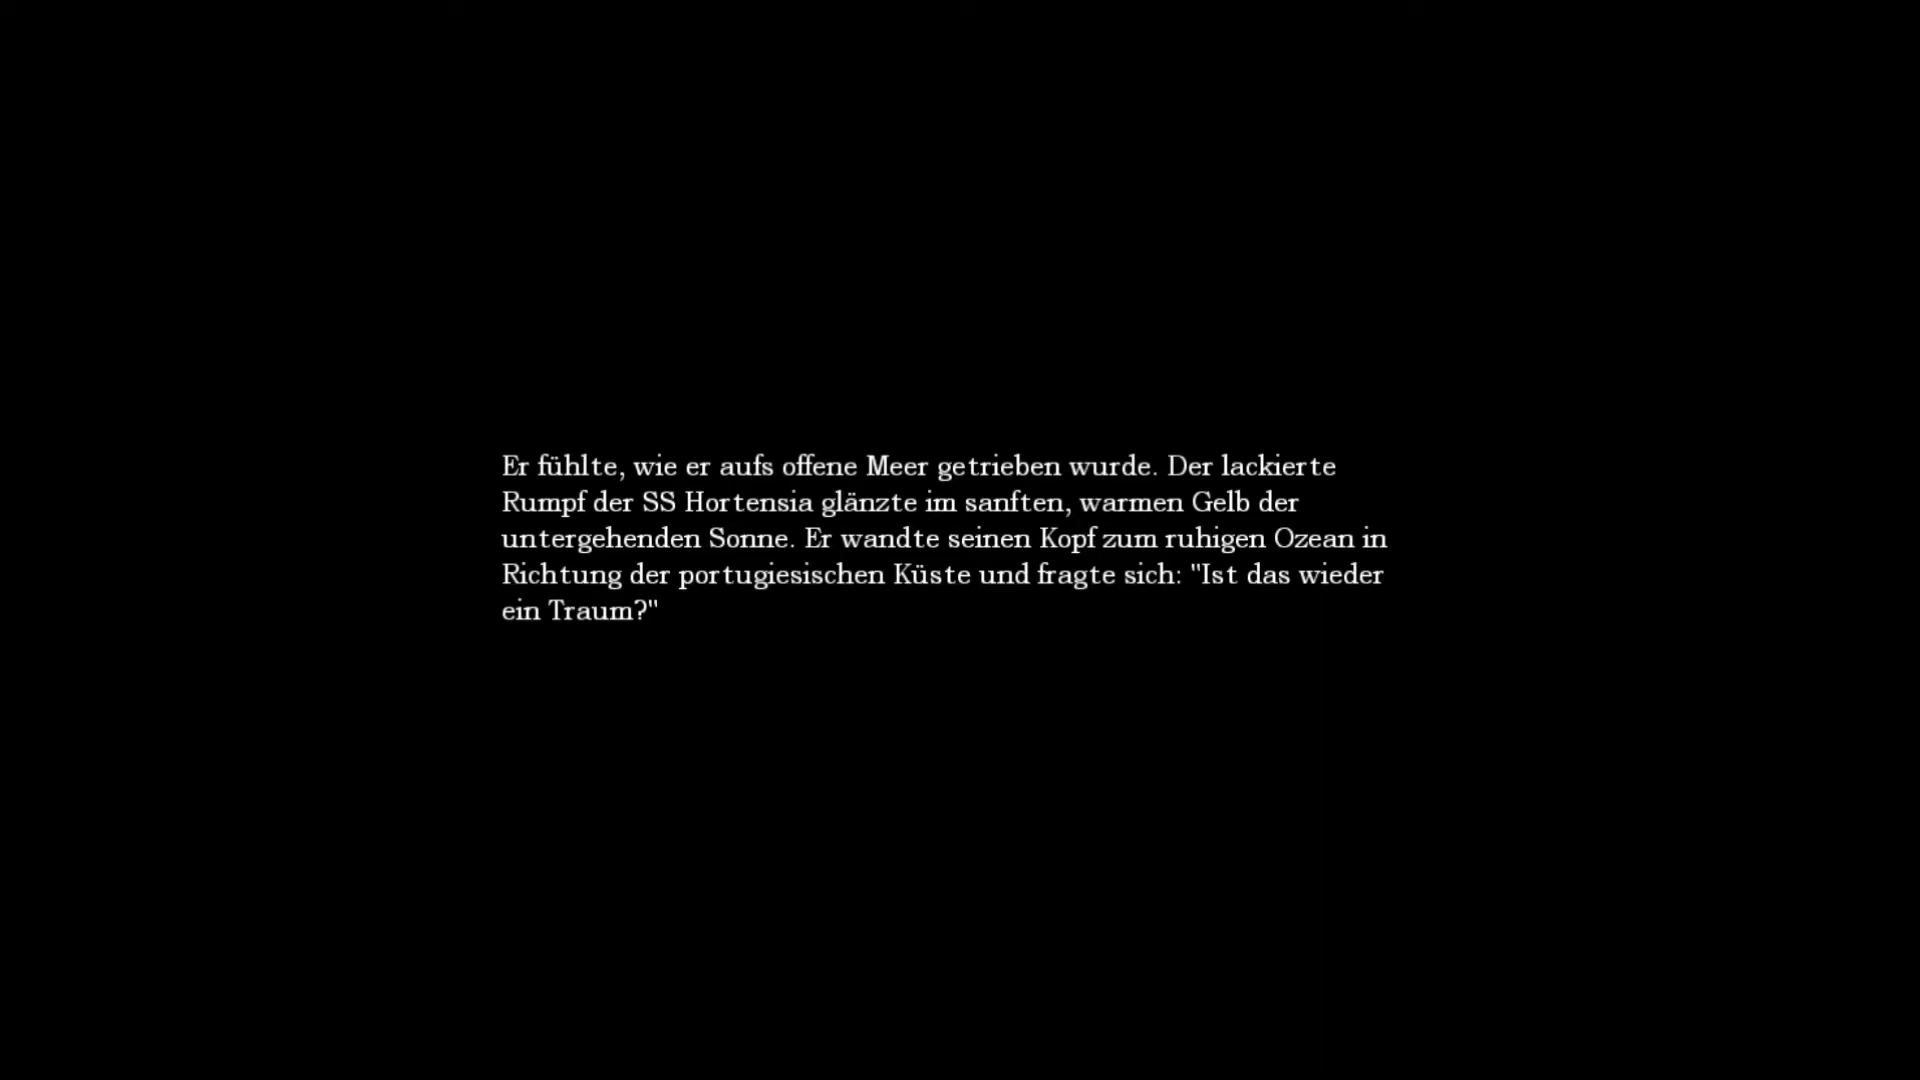 Er fühlte, wie er aufs offene Meer getrieben wurde. Der lackierte
Rumpf der SS Hortensia glänzte im sanften, warmen Gelb der
untergehenden Sonne. Er wandte seinen Kopf zum ruhigen Ozean in
Richtung der portugiesischen Küste und fragte sich: "Ist das wieder
ein Traum?"